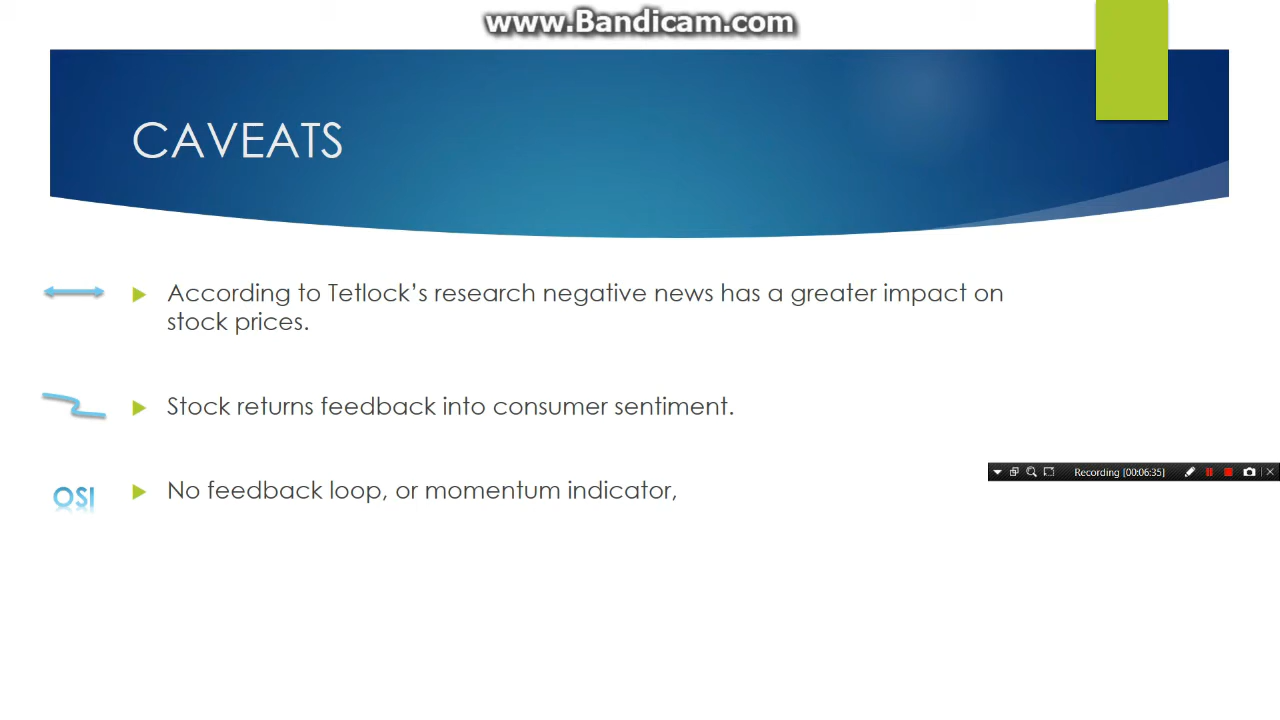 www.Bandicam.com
CAVEATS
According to Tetlock’s research negative news has a greater impact on
stock prices.
Stock returns feedback into consumer sentiment.
Recording [00:06:35]
OSI
No feedback loop, or momentum indicator,